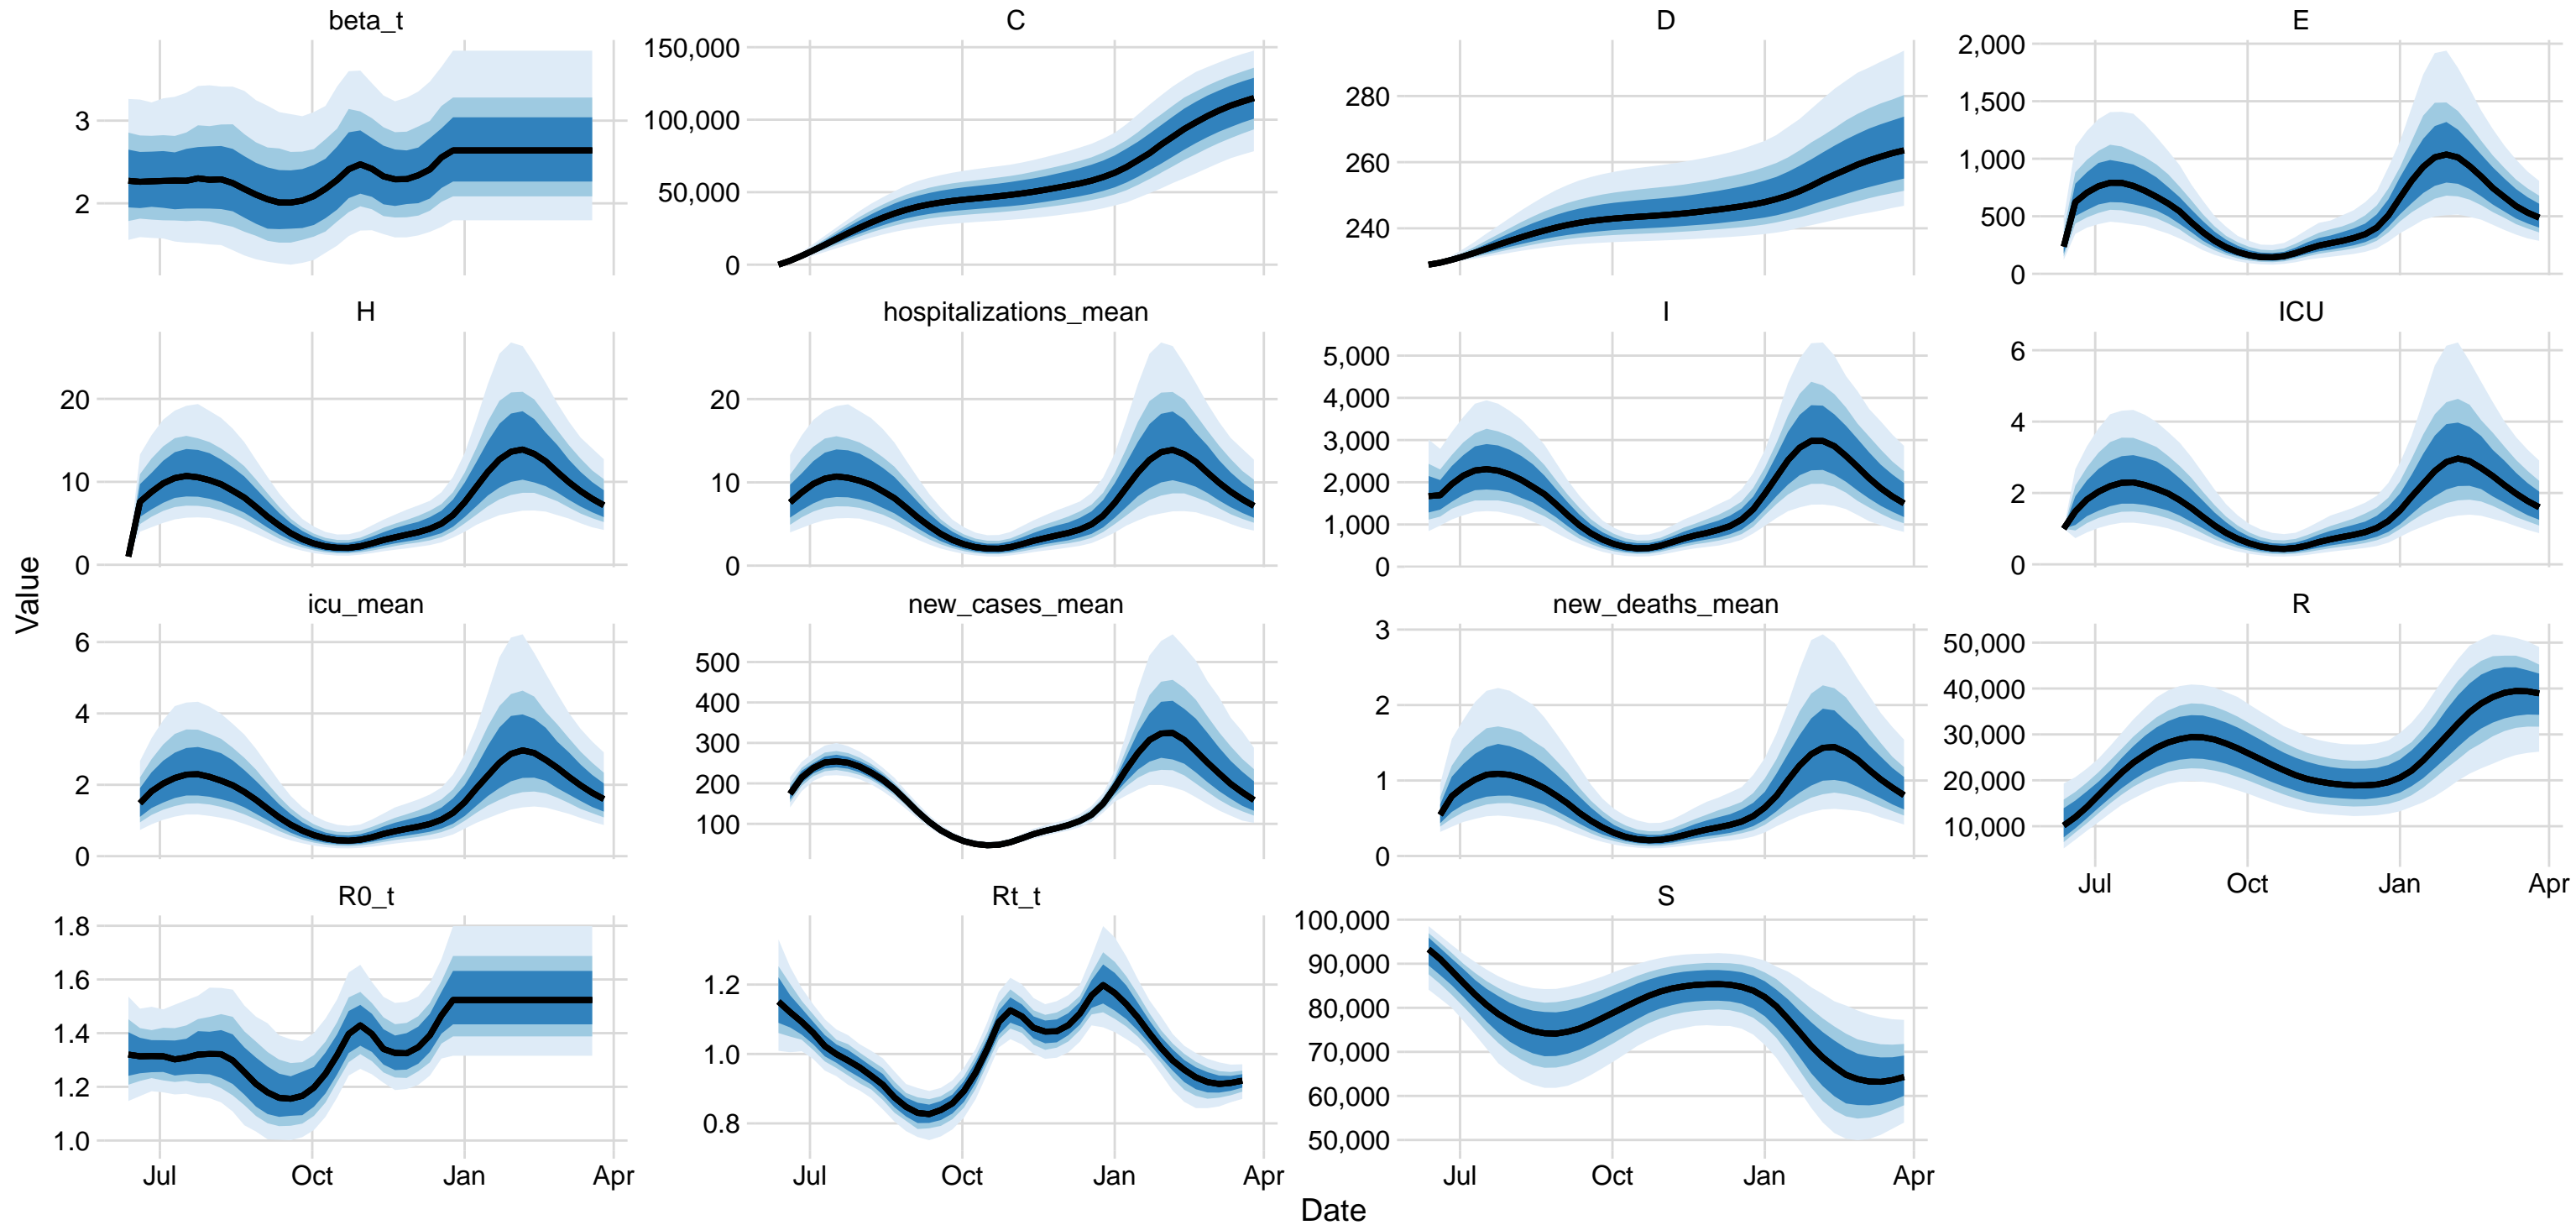 beta_t
C
D
E
3
2
150,000
100,000
50,000
0
280
260
240
2,000
1,500
1,000
500
0
H
hospitalizations_mean
I
ICU
20
10
0
20
10
0
5,000
4,000
3,000
2,000
1,000
0
6
4
2
0
Value
icu_mean
new_cases_mean
new_deaths_mean
R
6
4
2
0
500
400
300
200
100
3
2
1
0
50,000
40,000
30,000
20,000
10,000
Jul Oct Jan Apr
R0_t
Rt_t
S
1.8
1.6
1.4
1.2
1.0
1.2
1.0
0.8
100,000
90,000
80,000
70,000
60,000
50,000
Jul Oct Jan Apr
Jul Oct Jan Apr
Jul Oct Jan Apr
Date